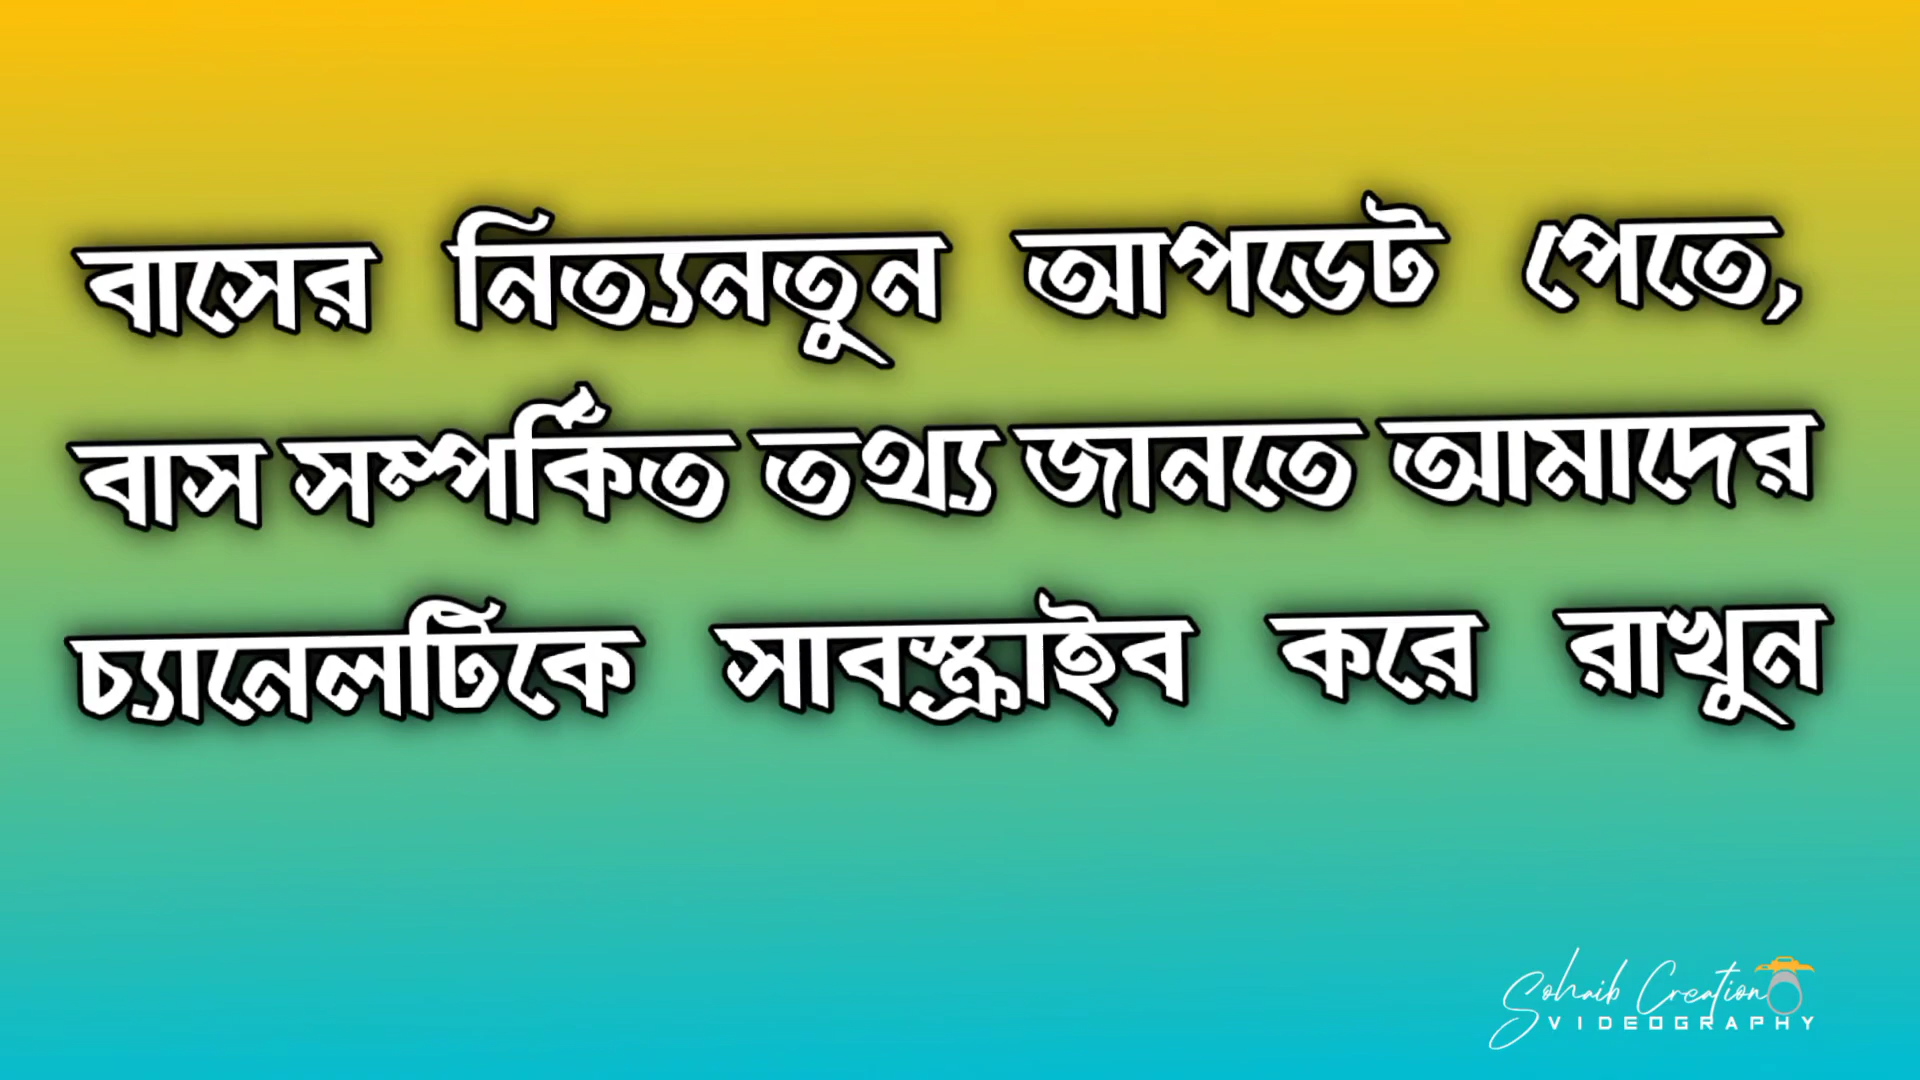 বাসের নিত্যনতুন আপডেট পেতে,
বাস সম্পর্কিত তথ্য জানতে আমাদের
চ্যানেলটিকে সাবস্ক্রাইব করে রাখুন
Sohaib Creation
VIDEOGRAPHY